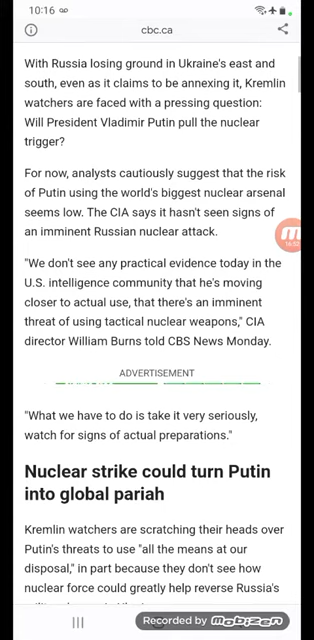 10:16
cbc.ca
With Russia losing ground in Ukraine's east and
south, even as it claims to be annexing it, Kremlin
watchers are faced with a pressing question:
Will President Vladimir Putin pull the nuclear
trigger?
For now, analysts cautiously suggest that the risk
of Putin using the world's biggest nuclear arsenal
seems low. The CIA says it hasn't seen signs of
an imminent Russian nuclear attack.
16:53
"We don't see any practical evidence today in the
U.S. intelligence community that he's moving
closer to actual use, that there's an imminent
threat of using tactical nuclear weapons," CIA
director William Burns told CBS News Monday.
ADVERTISEMENT
"What we have to do is take it very seriously,
watch for signs of actual preparations."
Nuclear strike could turn Putin
into global pariah
Kremlin watchers are scratching their heads over
Putin's threats to use "all the means at our
disposal," in part because they don't see how
nuclear force could greatly help reverse Russia's
Recorded by Mobizen